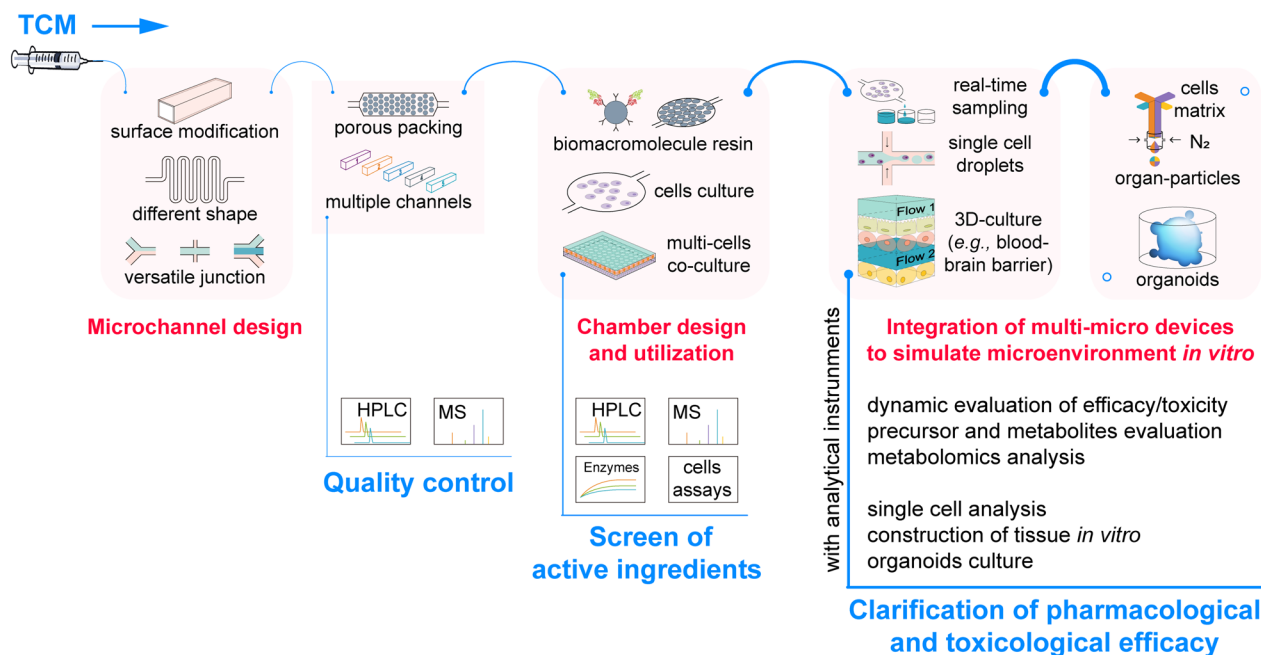 TCM
surface modification
different shape
versatile junction
Microchannel design
porous packing
multiple channels
HPLC
MS
Quality control
biomacromolecule resin
cells culture
multi-cells
co-culture
Chamber design
and utilization
HPLC
MS
Enzymes
cells
assays
Screen of
active ingredients
real-time
sampling
single cell
droplets
Flow 1
Flow 2
3D-culture
(e.g., blood-
brain barrier)
cells
matrix
N₂
organ-particles
organoids
Integration of multi-micro devices
to simulate microenvironment in vitro
with analytical instrunments
dynamic evaluation of efficacy/toxicity
precursor and metabolites evaluation
metabolomics analysis
single cell analysis
construction of tissue in vitro
organoids culture
Clarification of pharmacological
and toxicological efficacy